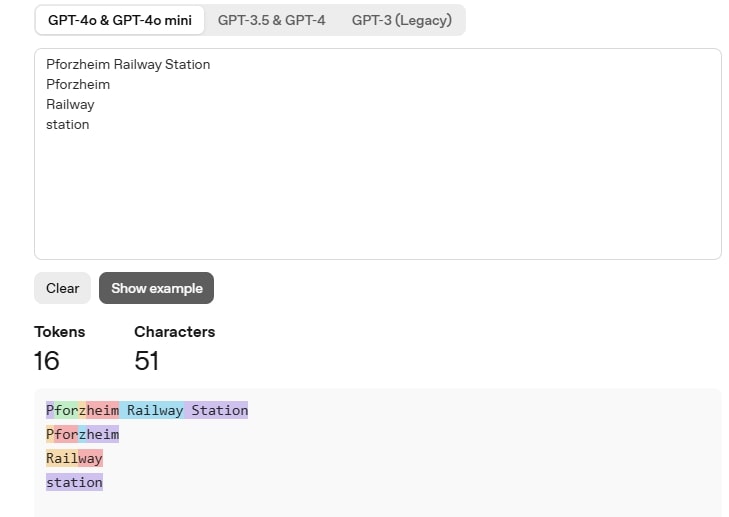 GPT-4o & GPT-4o mini GPT-3.5 & GPT-4 GPT-3 (Legacy)
Pforzheim Railway Station
Pforzheim
Railway
station
Clear Show example
Tokens Characters
16 51
Pforzheim Railway Station
Pforzheim
Railway
station